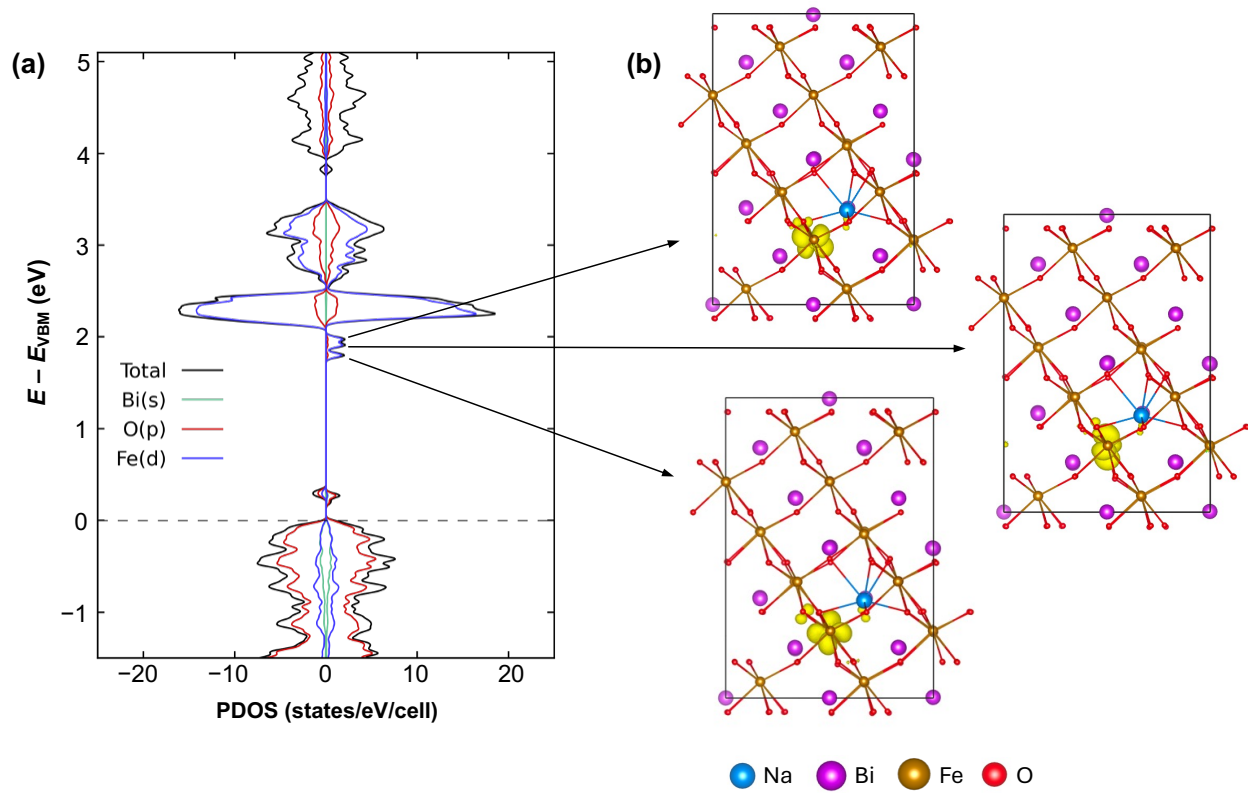 (a)
5
4
3
2
1
0
−1
E − EVBM (eV)
Total
Bi(s)
O(p)
Fe(d)
−20
−10
0
10
20
PDOS (states/eV/cell)
(b)
Na
Bi
Fe
O